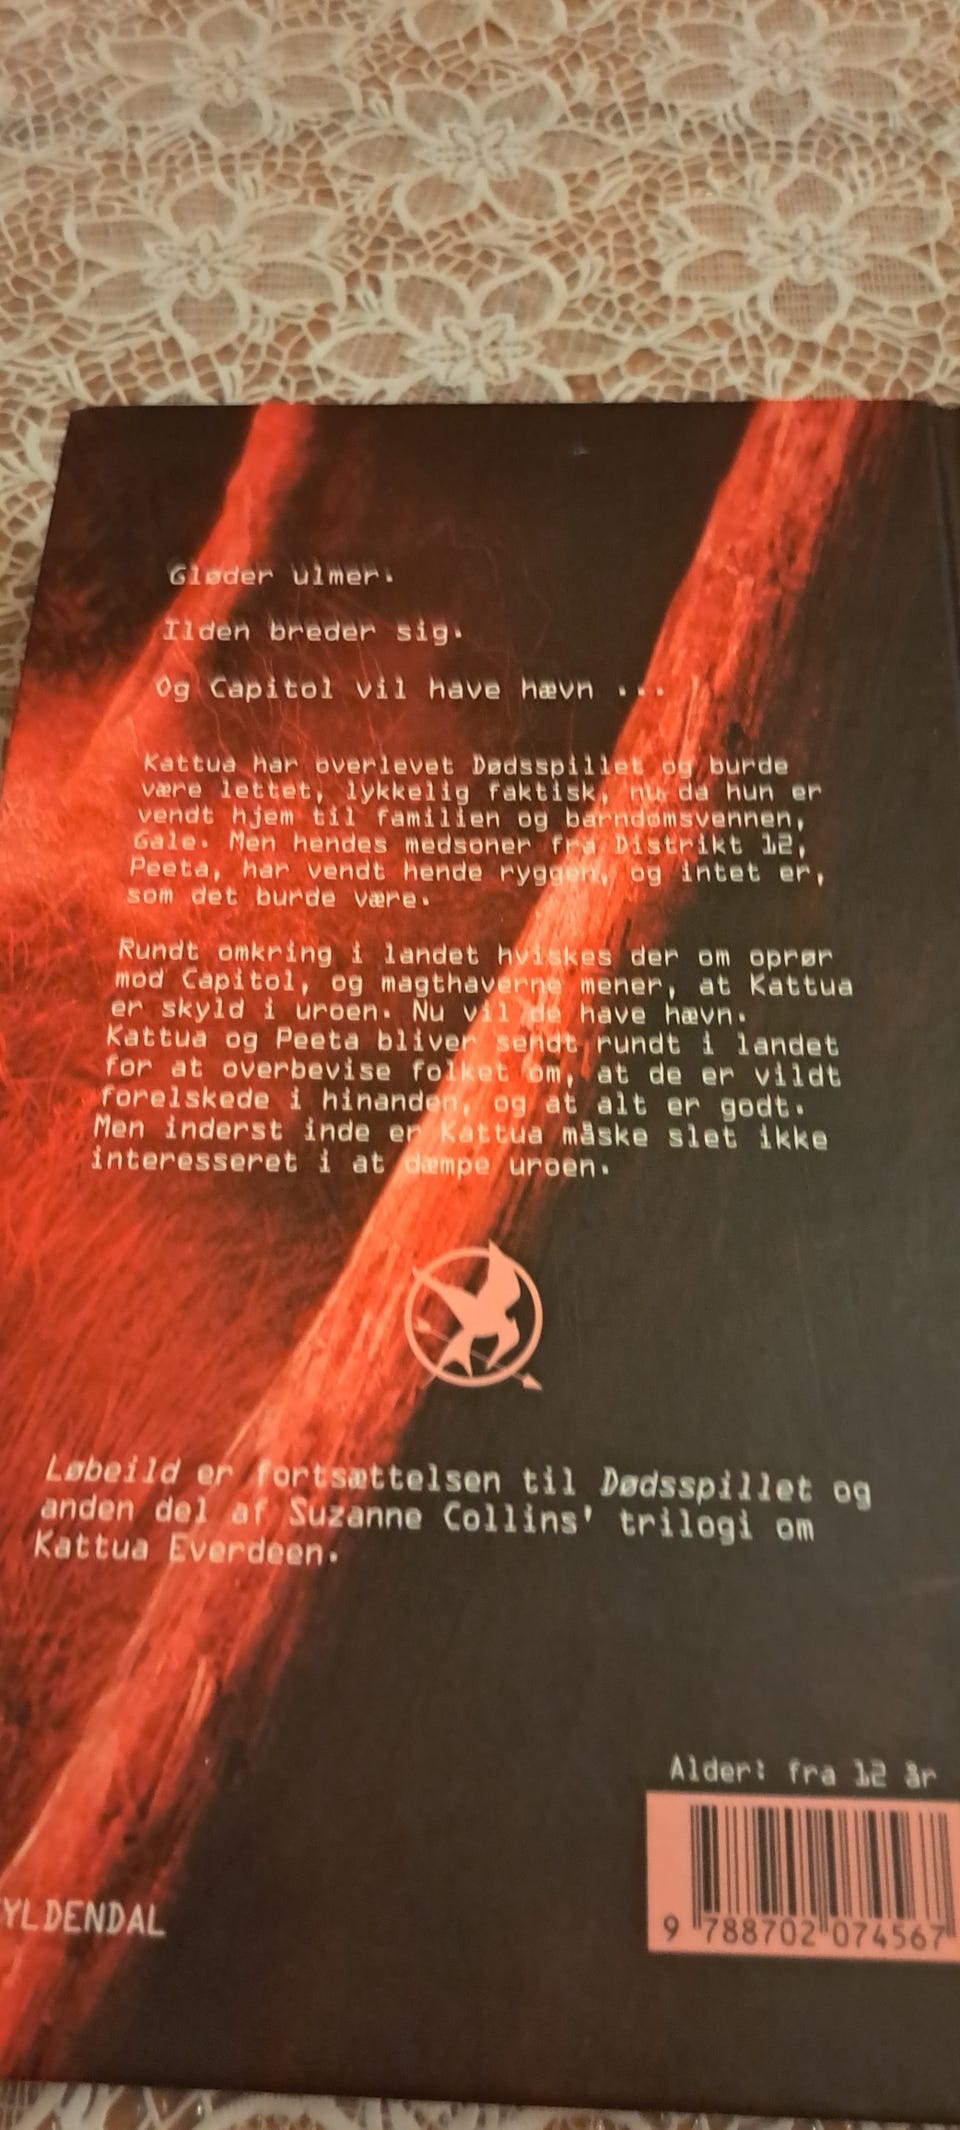 Gløder ulmer.
Ilden breder sig.
Og Capitol vil have hævn ...
Kattua har overlevet Dødsspillet og burde
være lettet, lykkelig faktisk, nu da hun er
vendt hjem til familien og barndomsvennen,
Gale. Men hendes medsoner fra Distrikt 12,
Peeta, har vendt hende ryggen, og intet er,
som det burde være.
Rundt omkring i landet hviskes der om oprør
mod Capitol, og magthaverne mener, at Kattua
er skyld i uroen. Nu vil de have hævn.
Kattua og Peeta bliver sendt rundt i landet
for at overbevise folket om, at de er vildt
forelskede i hinanden, og at alt er godt.
Men inderst inde er Kattua måske slet ikke
interesseret i at dæmpe uroen.
Løbeild er fortsættelsen til Dødsspillet og
anden del af Suzanne Collins' trilogi om
Kattua Everdeen.
Alder: fra 12 år
YLDENDAL
9 788702 074567